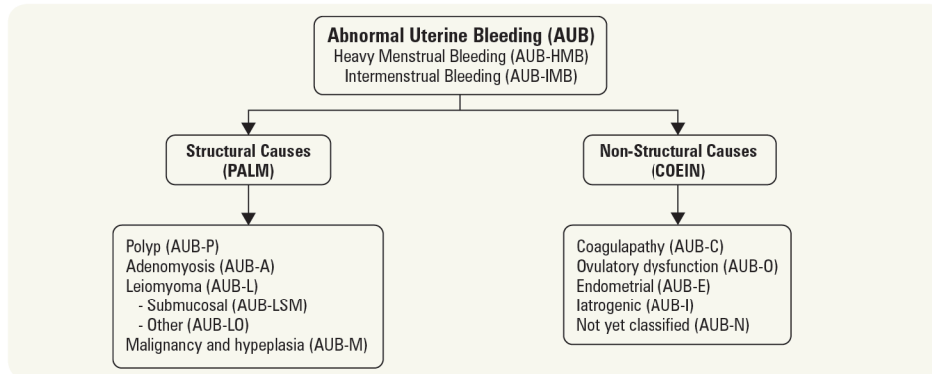 Abnormal Uterine Bleeding (AUB)
Heavy Menstrual Bleeding (AUB-HMB)
Intermenstrual Bleeding (AUB-IMB)
Structural Causes
(PALM)
Non-Structural Causes
(COEIN)
Polyp (AUB-P)
Adenomyosis (AUB-A)
Leiomyoma (AUB-L)
- Submucosal (AUB-LSM)
- Other (AUB-LO)
Malignancy and hypeplasia (AUB-M)
Coagulapathy (AUB-C)
Ovulatory dysfunction (AUB-O)
Endometrial (AUB-E)
Iatrogenic (AUB-I)
Not yet classified (AUB-N)